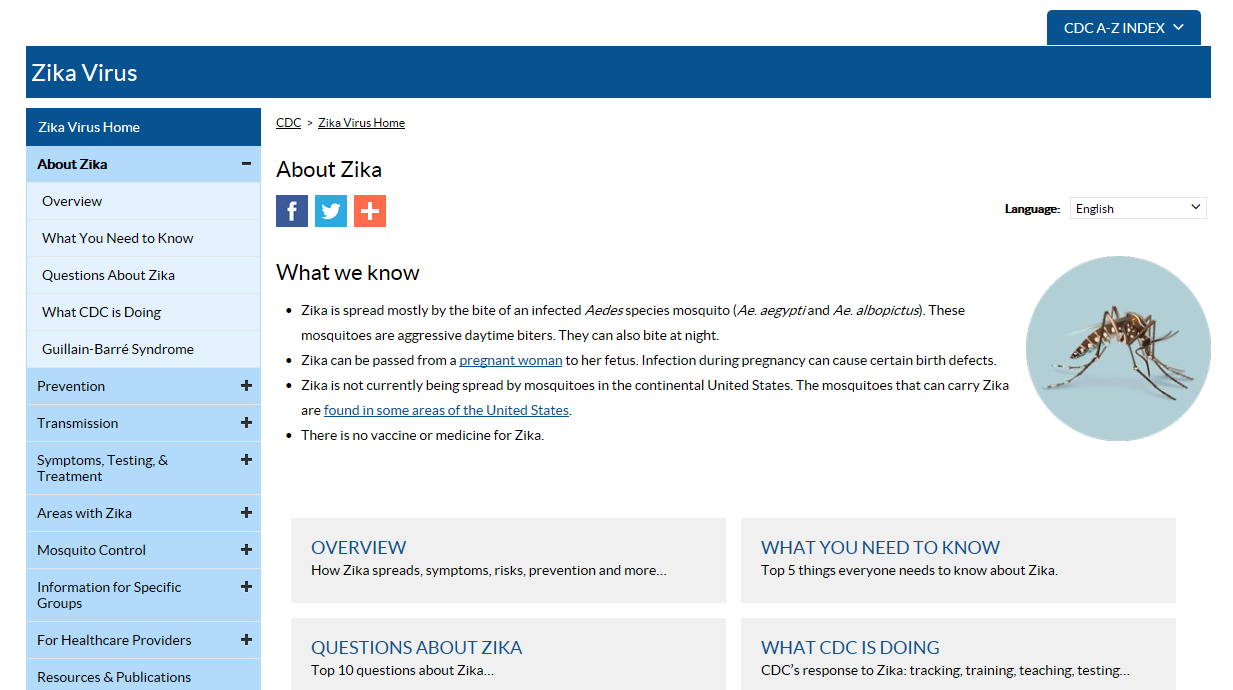 CDC A-Z INDEX
Zika Virus
Zika Virus Home
About Zika
Overview
What You Need to Know
Questions About Zika
What CDC is Doing
Guillain-Barré Syndrome
Prevention
Transmission
Symptoms, Testing, &
Treatment
Areas with Zika
Mosquito Control
Information for Specific
Groups
For Healthcare Providers
Resources & Publications
CDC > Zika Virus Home
About Zika
Language: English
What we know
• Zika is spread mostly by the bite of an infected Aedes species mosquito (Ae. aegypti and Ae. albopictus). These
mosquitoes are aggressive daytime biters. They can also bite at night.
• Zika can be passed from a pregnant woman to her fetus. Infection during pregnancy can cause certain birth defects.
• Zika is not currently being spread by mosquitoes in the continental United States. The mosquitoes that can carry Zika
are found in some areas of the United States.
• There is no vaccine or medicine for Zika.
OVERVIEW
How Zika spreads, symptoms, risks, prevention and more...
WHAT YOU NEED TO KNOW
Top 5 things everyone needs to know about Zika.
QUESTIONS ABOUT ZIKA
Top 10 questions about Zika...
WHAT CDC IS DOING
CDC’s response to Zika: tracking, training, teaching, testing...